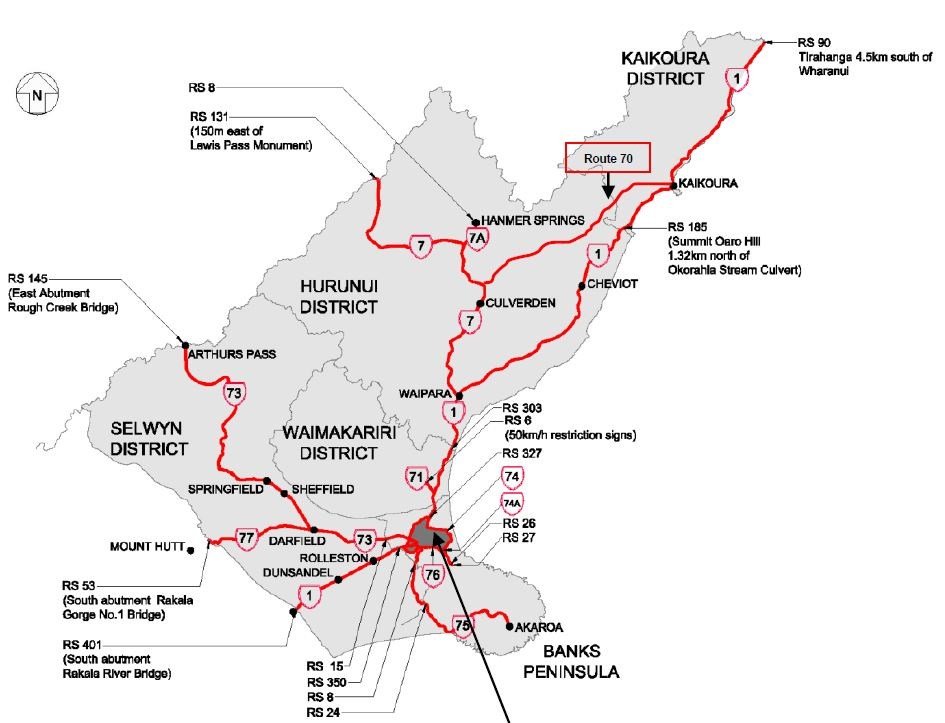 KAIKOURA
DISTRICT
RS 90
Tirahanga 4.5km south of
Wharanui
1
N
RS 8
RS 131
(150m east of
Lewis Pass Monument)
Route 70
KAIKOURA
HANMER SPRINGS
7A
7
RS 185
(Summit Oaro Hill
1.32km north of
Okorahia Stream Culvert)
1
RS 145
(East Abutment
Rough Creek Bridge)
HURUNUI
DISTRICT
CHEVIOT
CULVERDEN
7
ARTHURS PASS
73
WAIPARA
1
RS 303
RS 6
(50km/h restriction signs)
SELWYN
DISTRICT
WAIMAKARIRI
DISTRICT
RS 327
71
74
SPRINGFIELD
SHEFFIELD
74A
RS 26
RS 27
77
DARFIELD
73
MOUNT HUTT
ROLLESTON
DUNSANDEL
76
RS 53
(South abutment Rakaia
Gorge No.1 Bridge)
1
75
AKAROA
RS 401
(South abutment
Rakaia River Bridge)
BANKS
PENINSULA
RS 15
RS 350
RS 8
RS 24